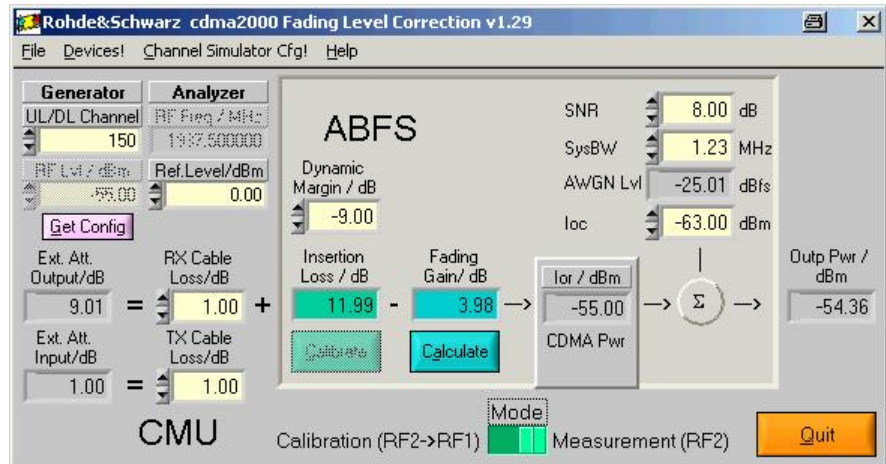 Rohde&Schwarz cdma2000 Fading Level Correction v1.29
File Devices! Channel Simulator Cfg! Help
Generator
Analyzer
UL/DL Channel
150
RF Freq / MHz
1937.500000
RF Lvl / dBm
-55.00
Ref.Level/dBm
0.00
Get Config
Ext. Att. Output/dB
9.01
=
RX Cable Loss/dB
1.00
+
Ext. Att. Input/dB
1.00
=
TX Cable Loss/dB
1.00
CMU
ABFS
Dynamic Margin / dB
-9.00
Insertion Loss / dB
11.99
-
Fading Gain/ dB
3.98
Calibrate
Calculate
SNR 8.00 dB
SysBW 1.23 MHz
AWGN Lvl -25.01 dBfs
Ioc -63.00 dBm
Ior / dBm
-55.00
CDMA Pwr
Σ
Outp Pwr / dBm
-54.36
Mode
Calibration (RF2->RF1)
Measurement (RF2)
Quit